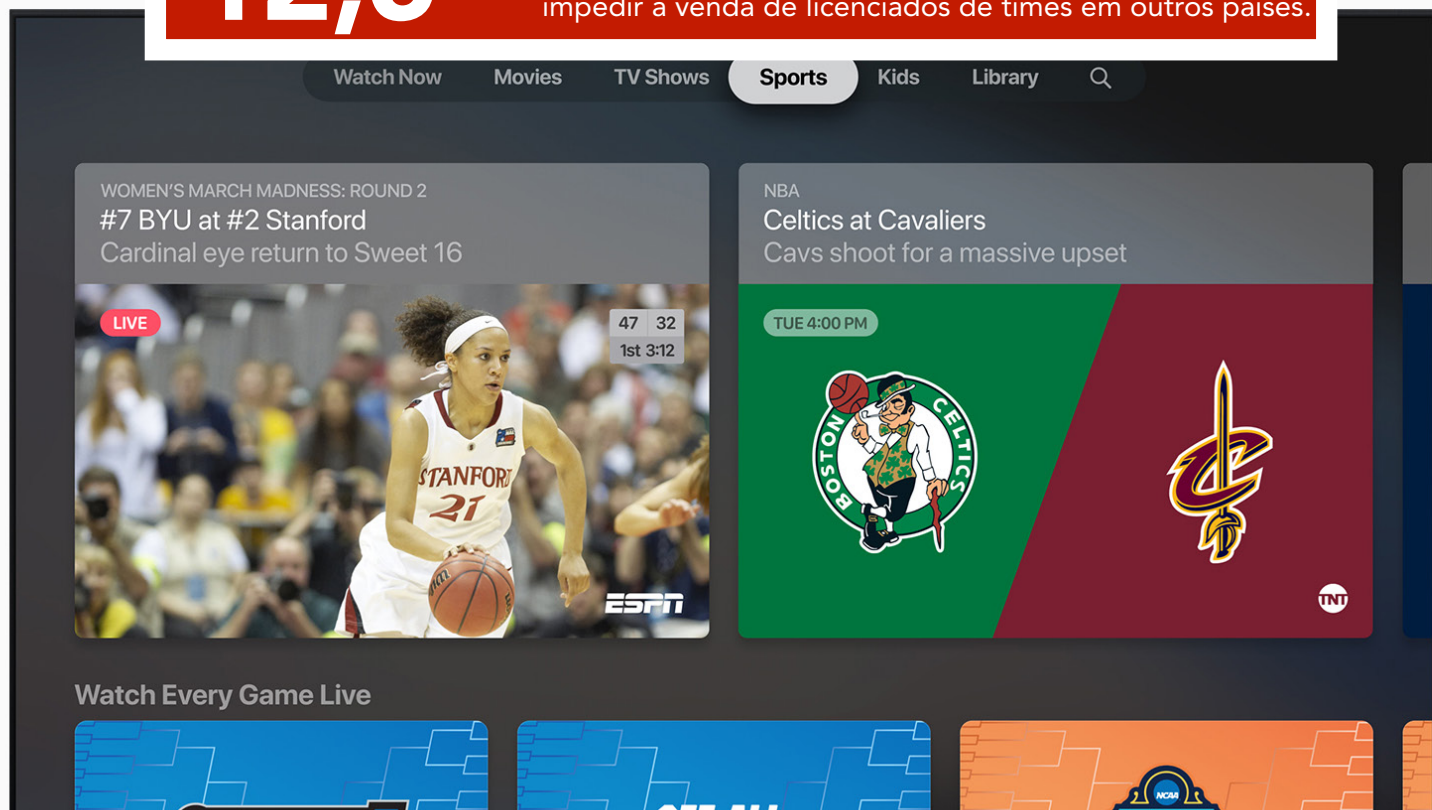 impedir a venda de licenciados de times em outros países.
Watch Now Movies TV Shows Sports Kids Library
WOMEN'S MARCH MADNESS: ROUND 2
#7 BYU at #2 Stanford
Cardinal eye return to Sweet 16
LIVE
47 32
1st 3:12
STANFORD
21
ESPN
NBA
Celtics at Cavaliers
Cavs shoot for a massive upset
TUE 4:00 PM
BOSTON CELTICS
TNT
Watch Every Game Live
NCAA